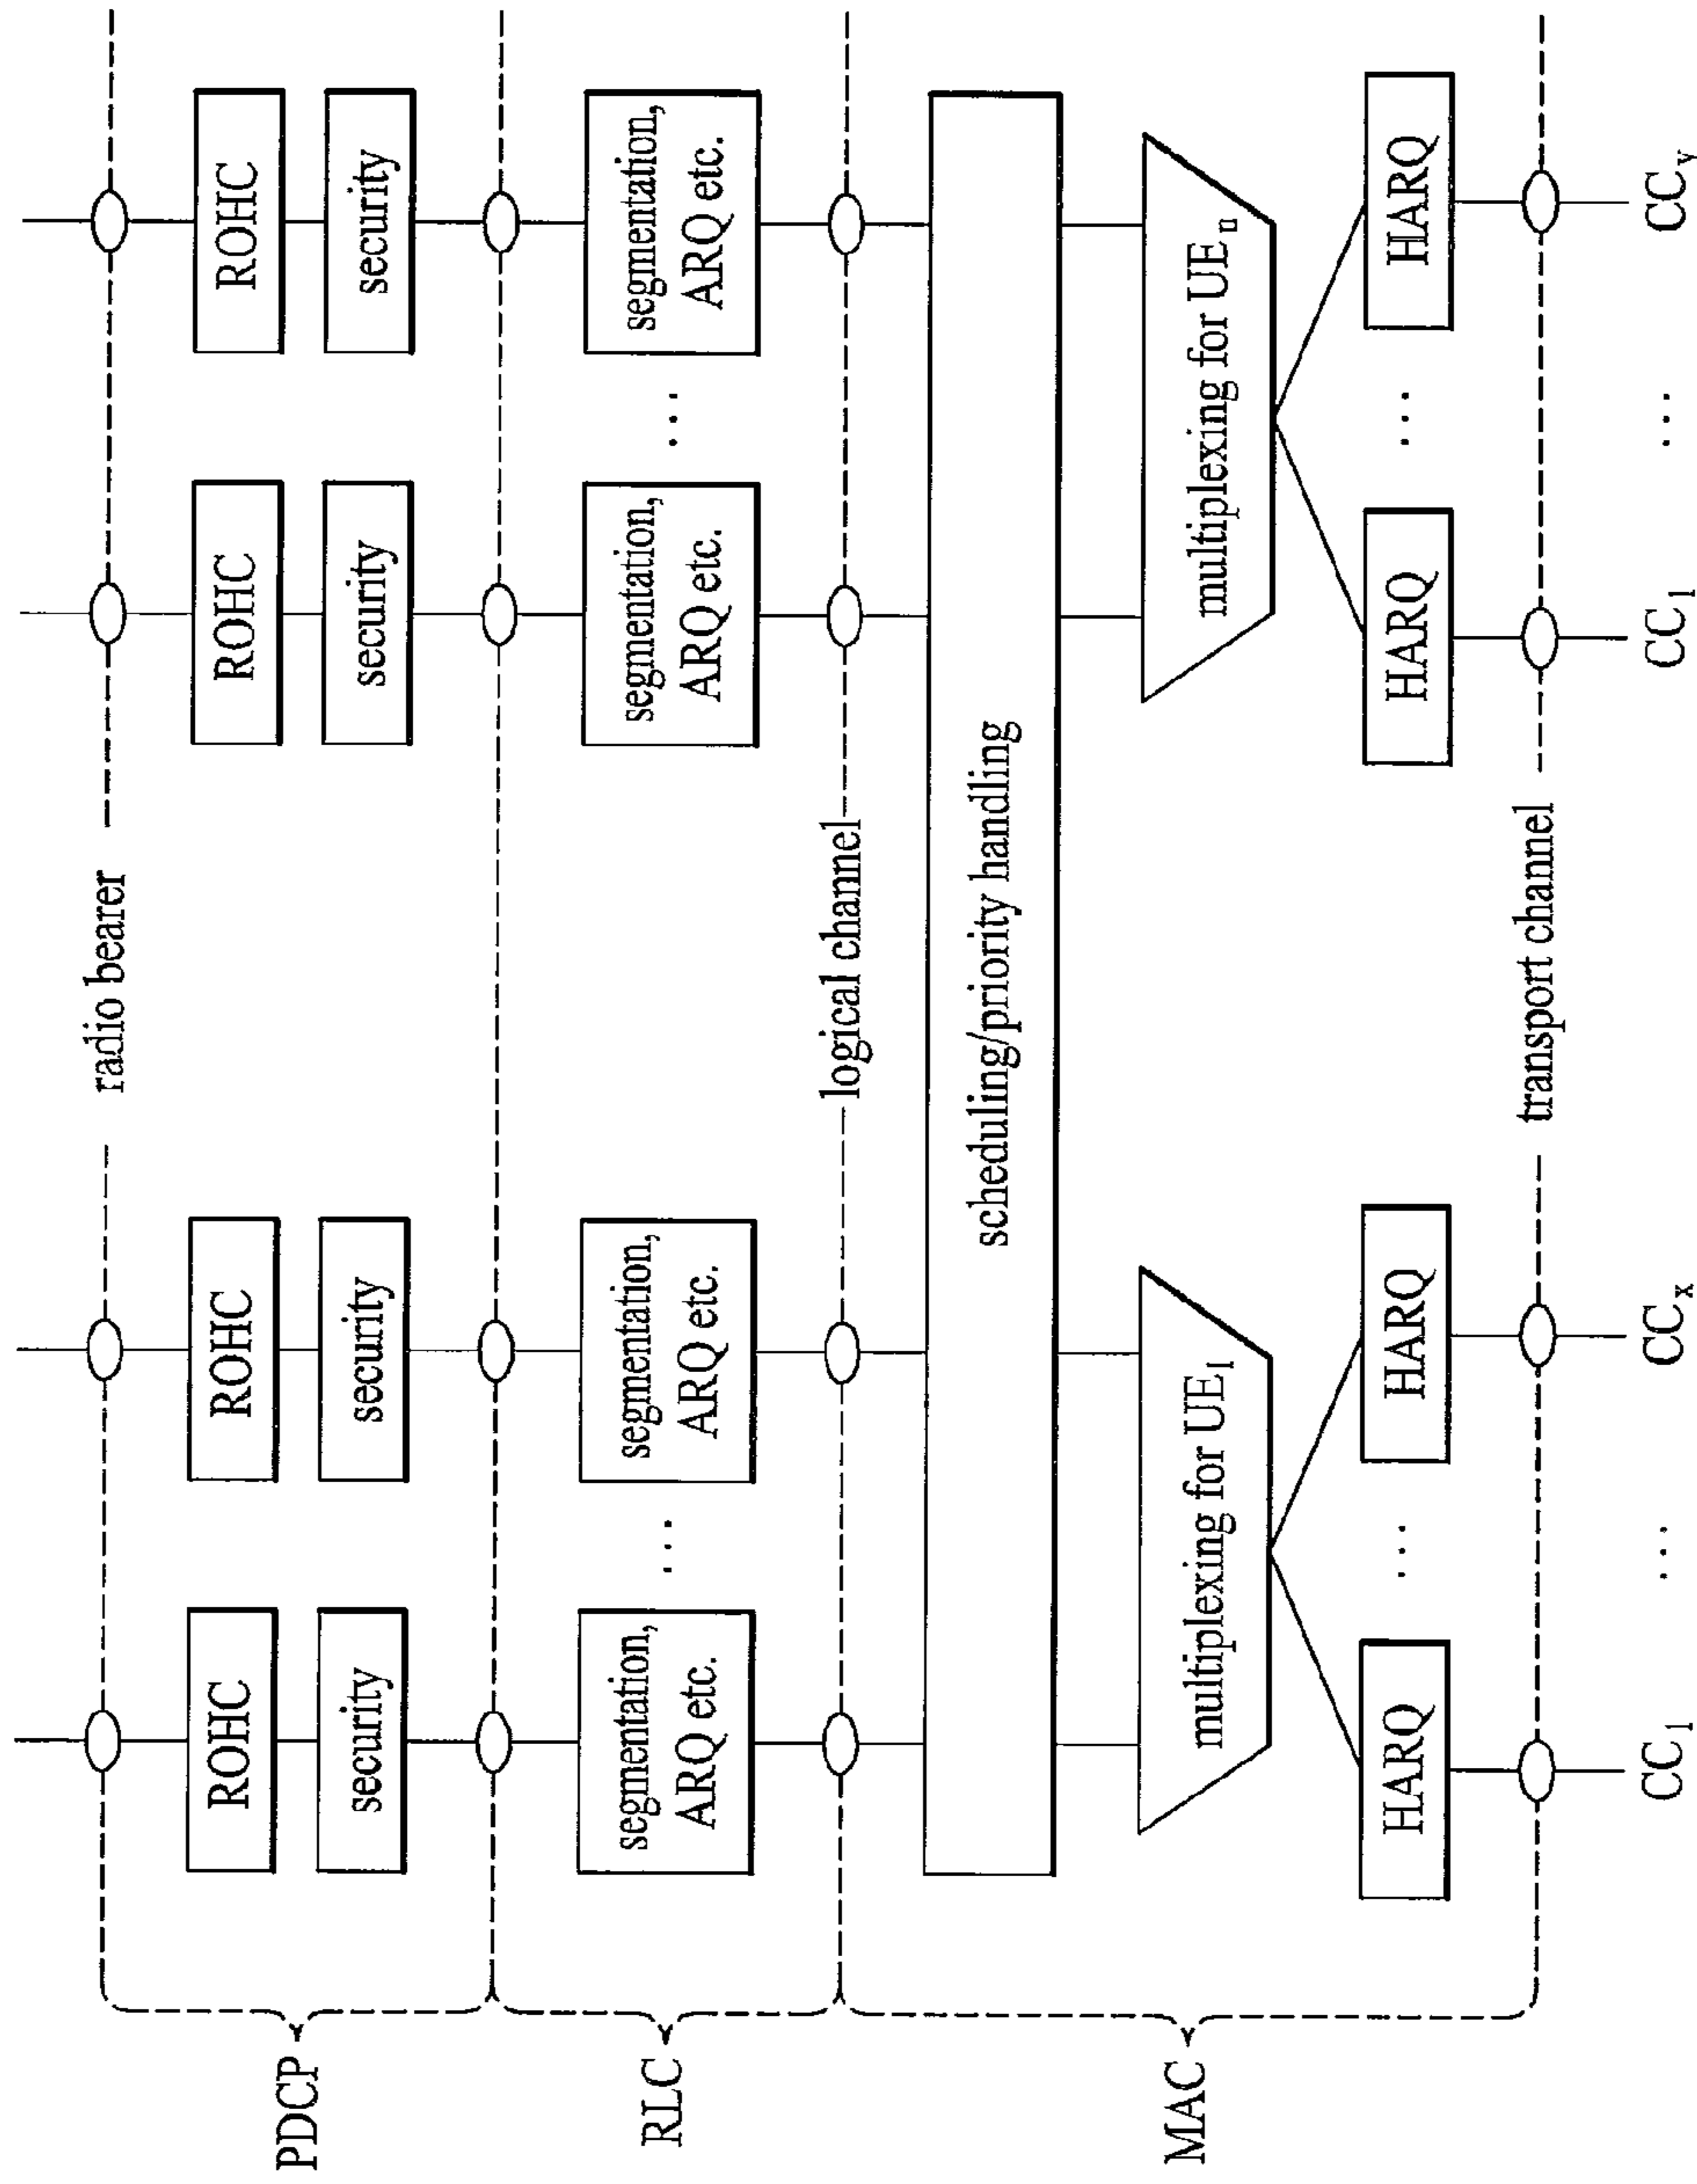 radio bearer
ROHC
ROHC
ROHC
ROHC
PDCP
security
security
security
security
segmentation,
ARQ etc.
...
segmentation,
ARQ etc.
segmentation,
ARQ etc.
...
segmentation,
ARQ etc.
RLC
logical channel
scheduling/priority handling
MAC
multiplexing for UE1
multiplexing for UEn
HARQ
...
HARQ
HARQ
...
HARQ
transport channel
CC1
...
CCx
CC1
...
CCy